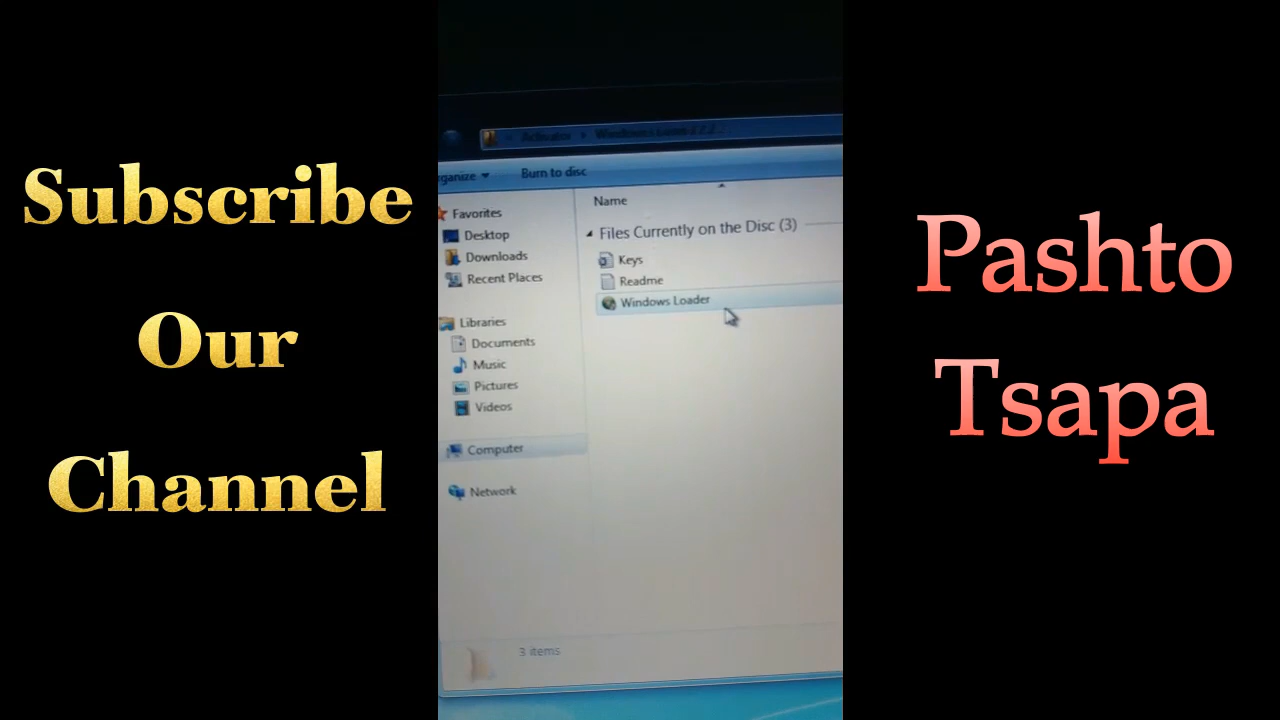 Subscribe
Our
Channel
Activator
Organize
Burn to disc
Name
Favorites
Files Currently on the Disc (3)
Desktop
Keys
Downloads
Readme
Recent Places
Windows Loader
Libraries
Documents
Music
Pictures
Videos
Computer
Network
3 items
Pashto
Tsapa